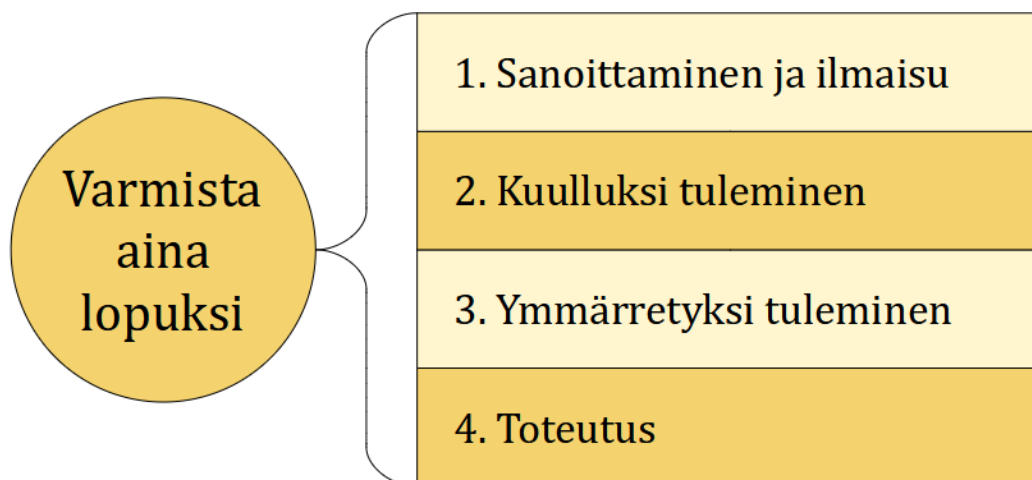 Varmista
aina
lopuksi
1. Sanoittaminen ja ilmaisu
2. Kuulluksi tuleminen
3. Ymmärretyksi tuleminen
4. Toteutus